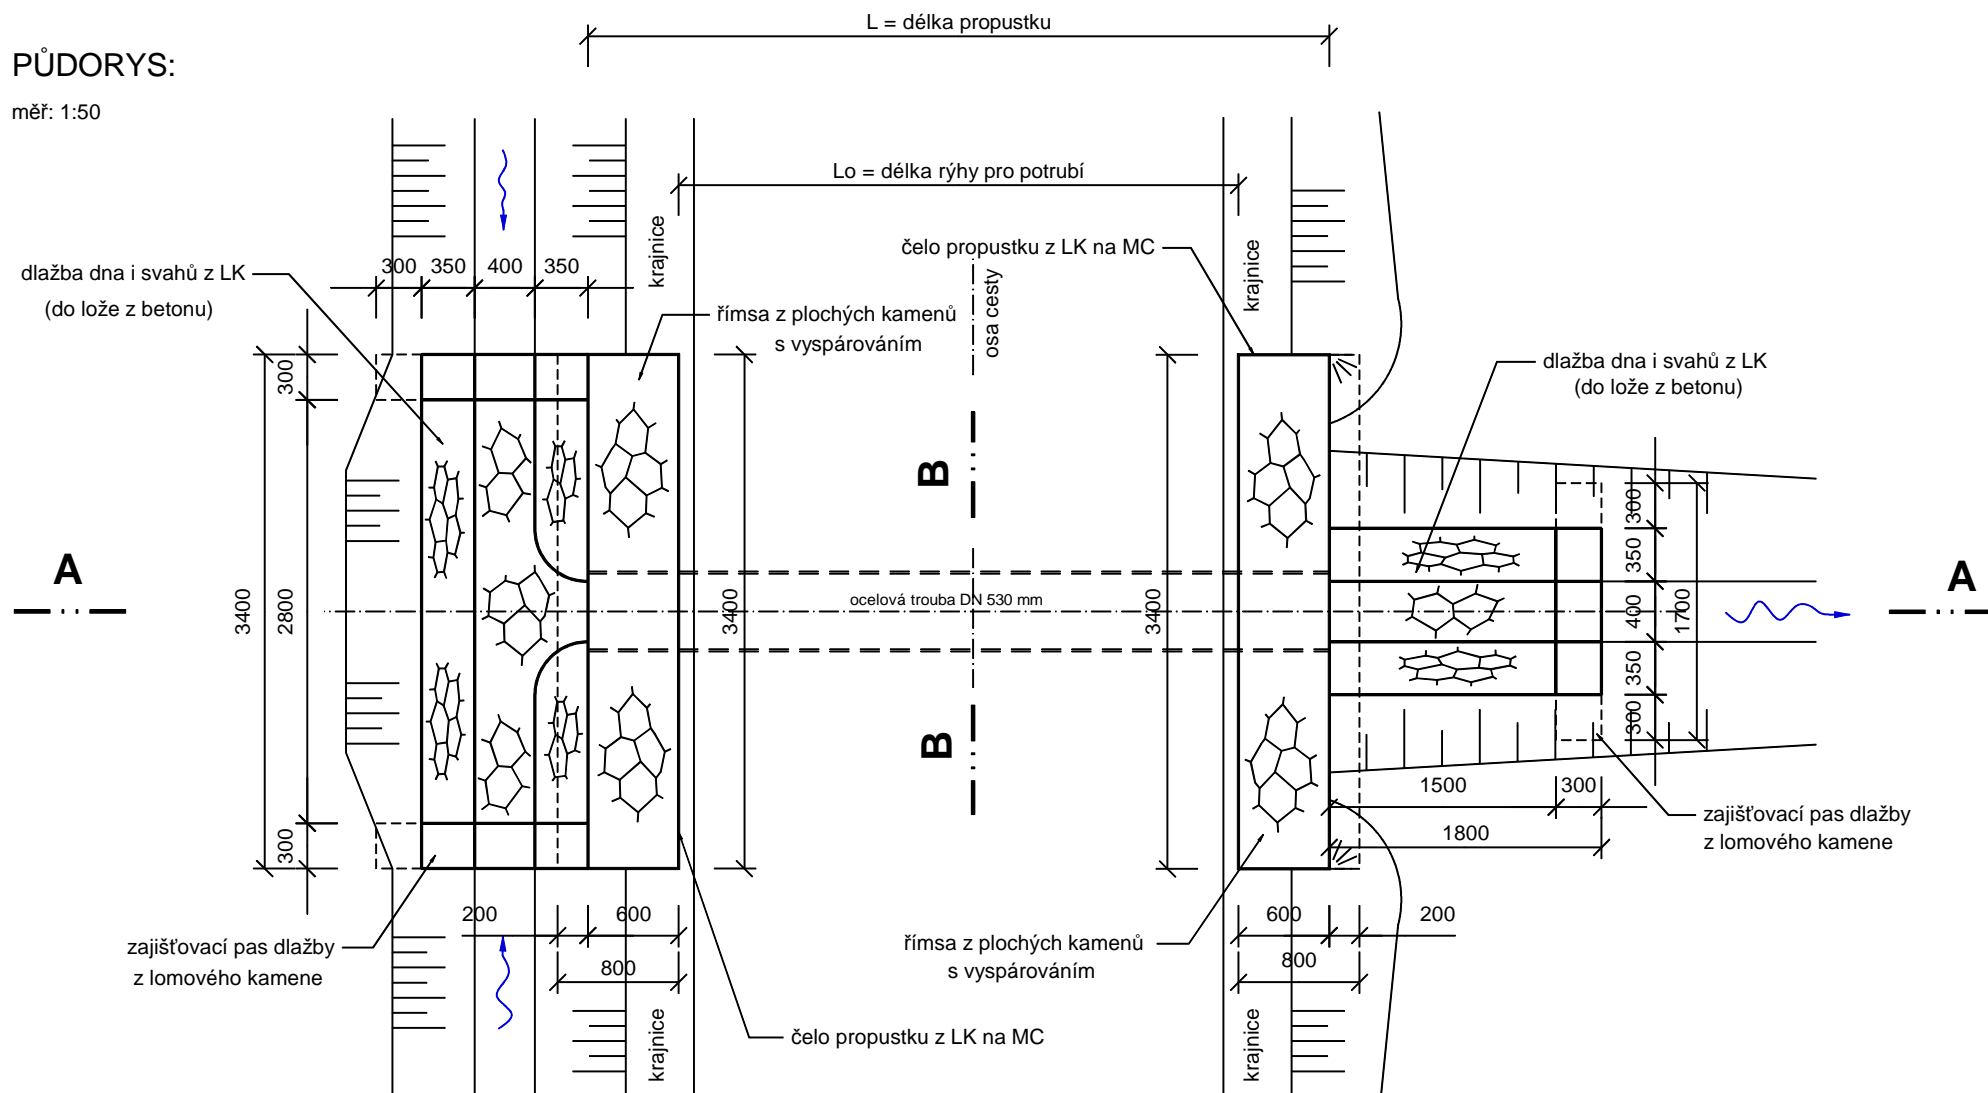 L = délka propustku
PŮDORYS:
měř: 1:50
Lo = délka rýhy pro potrubí
krajnice
krajnice
čelo propustku z LK na MC
osa cesty
dlažba dna i svahů z LK
(do lože z betonu)
300 350 400 350
římsa z plochých kamenů
s vyspárováním
dlažba dna i svahů z LK
(do lože z betonu)
300
B
300
A
A
350
3400
2800
3400
ocelová trouba DN 530 mm
3400
400
1700
350
B
300
1500
300
1800
zajišťovací pas dlažby
z lomového kamene
300
200
600
600
200
zajišťovací pas dlažby
z lomového kamene
800
římsa z plochých kamenů
s vyspárováním
800
krajnice
čelo propustku z LK na MC
krajnice